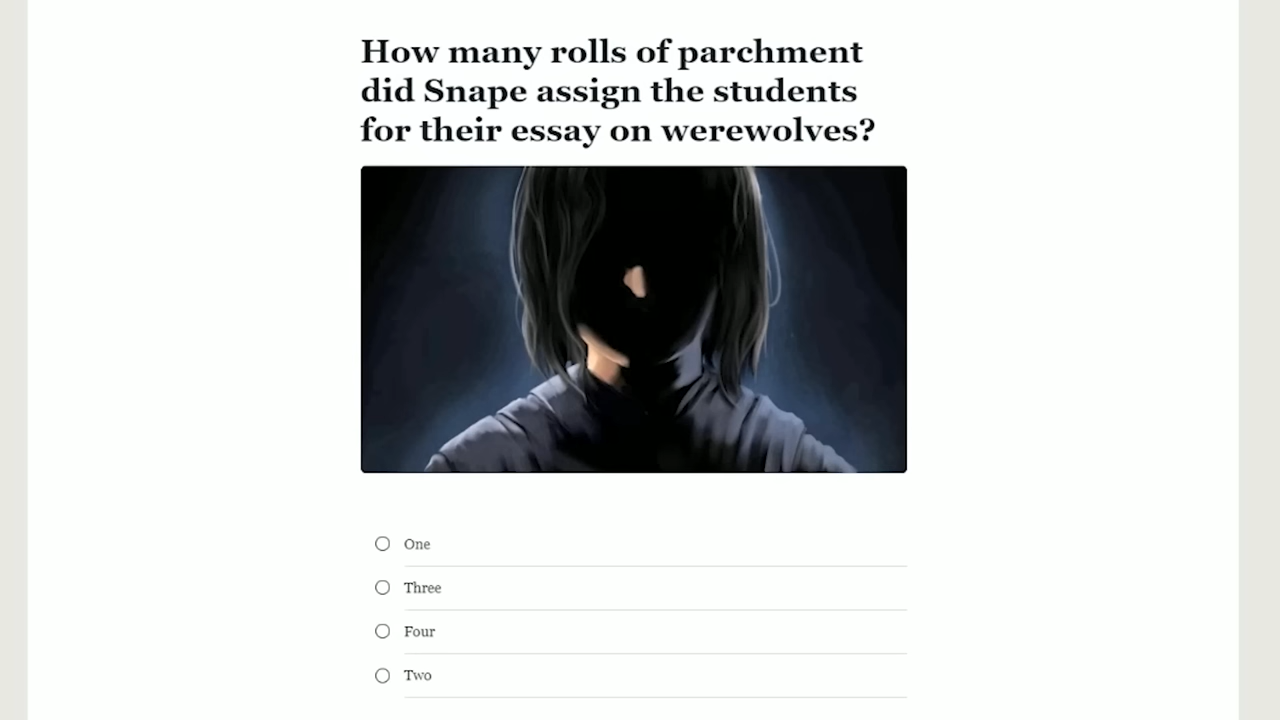 How many rolls of parchment
did Snape assign the students
for their essay on werewolves?
One
Three
Four
Two